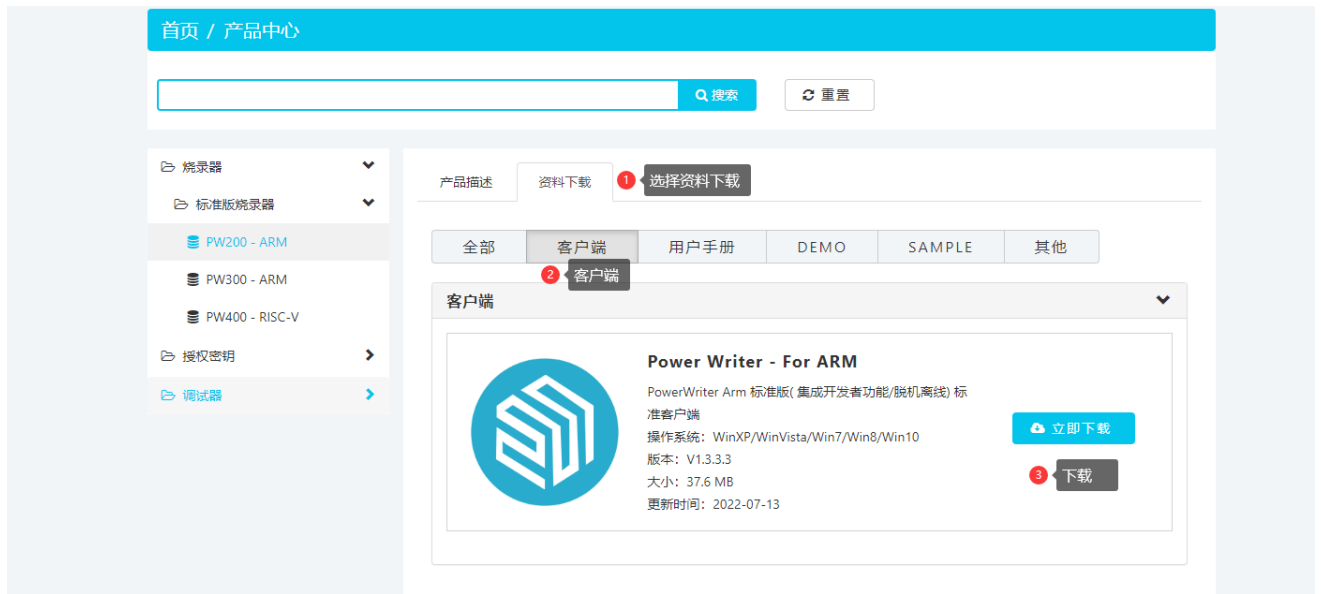 首页 / 产品中心
搜索
重置
烧录器
标准版烧录器
PW200 - ARM
PW300 - ARM
PW400 - RISC-V
授权密钥
调试器
产品描述
资料下载
1 选择资料下载
全部
客户端
用户手册
DEMO
SAMPLE
其他
2 客户端
客户端
Power Writer - For ARM
PowerWriter Arm 标准版( 集成开发者功能/脱机离线) 标
准客户端
操作系统：WinXP/WinVista/Win7/Win8/Win10
版本：V1.3.3.3
大小：37.6 MB
更新时间：2022-07-13
立即下载
3 下载